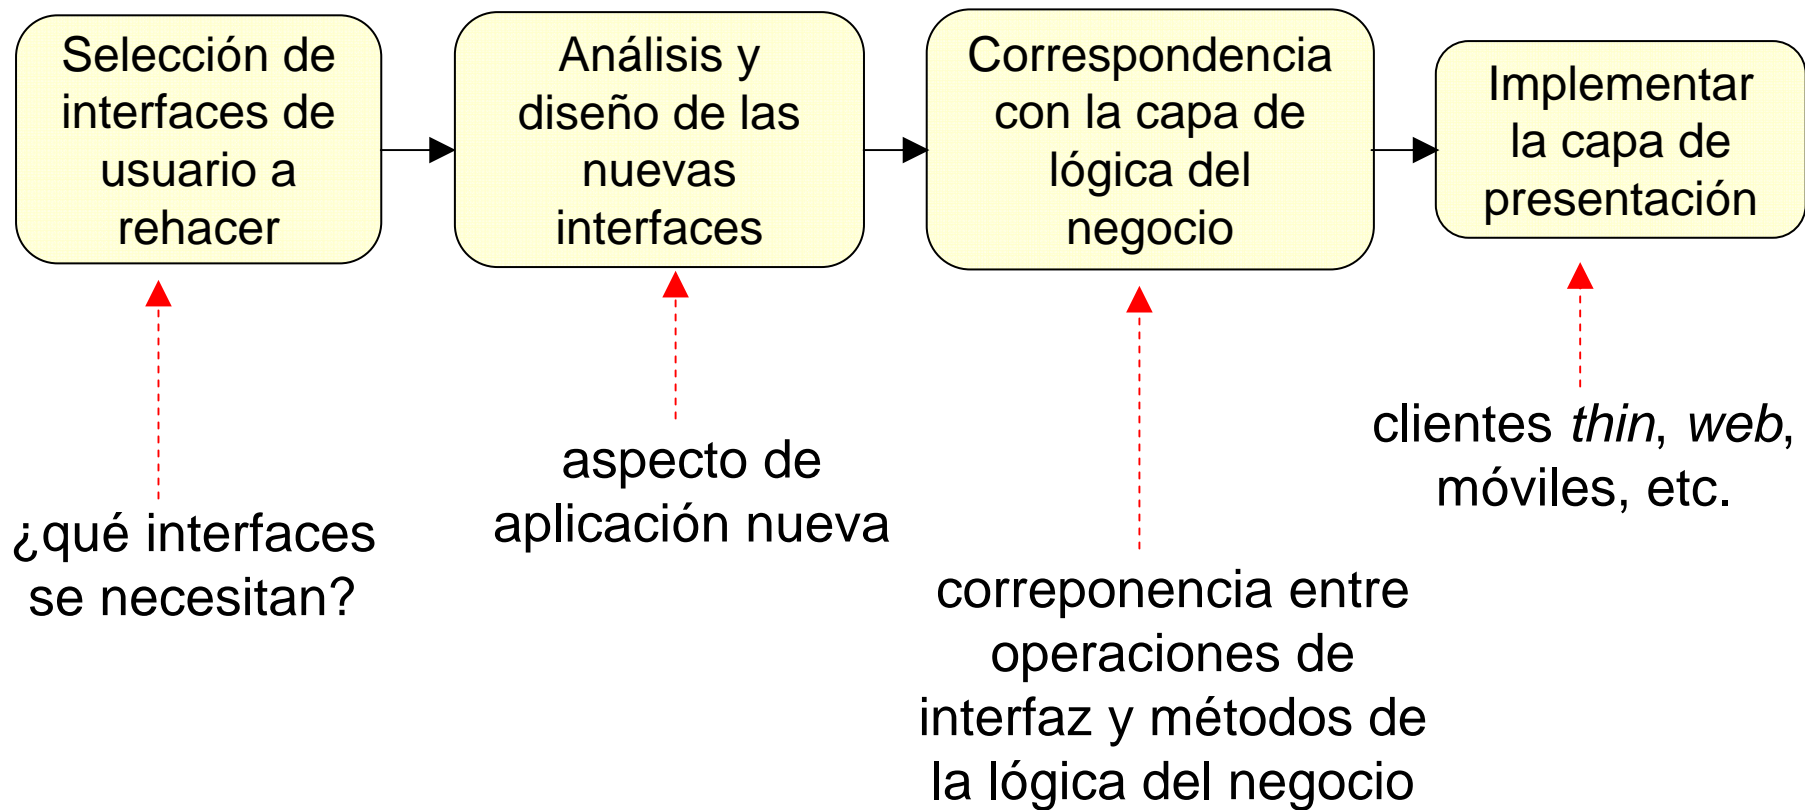 Selección de
interfaces de
usuario a
rehacer
Análisis y
diseño de las
nuevas
interfaces
Correspondencia
con la capa de
lógica del
negocio
Implementar
la capa de
presentación
¿qué interfaces
se necesitan?
aspecto de
aplicación nueva
correponencia entre
operaciones de
interfaz y métodos de
la lógica del negocio
clientes thin, web,
móviles, etc.